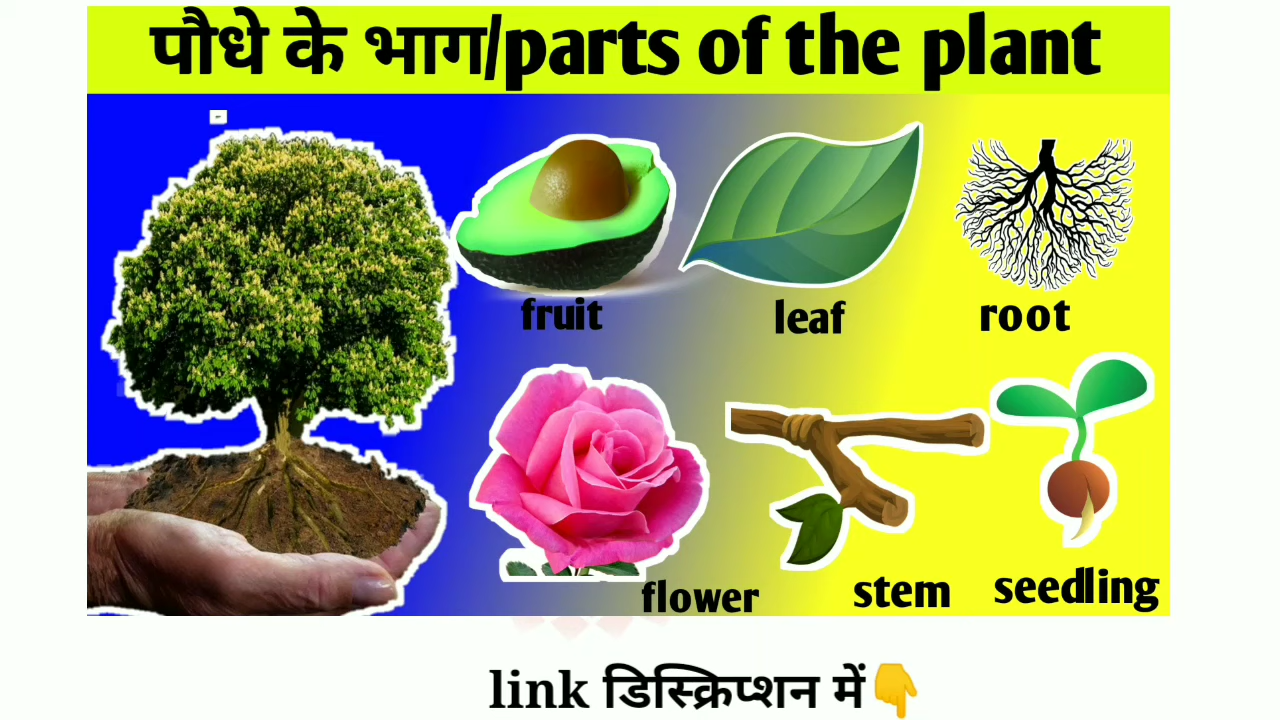 पौधे के भाग/parts of the plant
fruit
leaf
root
flower
stem
seedling
link डिस्क्रिप्शन में👇